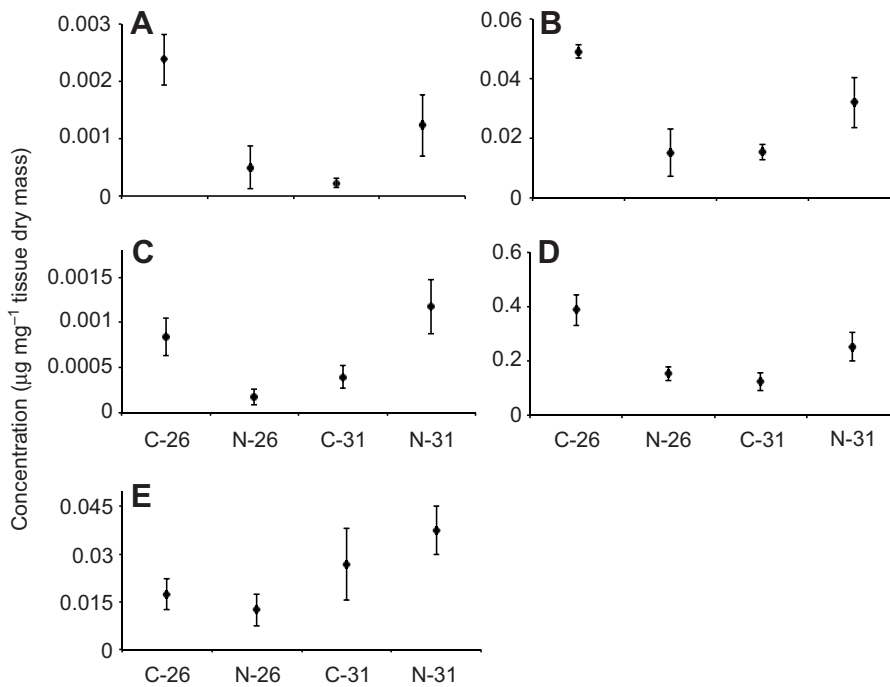 Concentration (μg mg⁻¹ tissue dry mass)
A
0.003
0.002
0.001
0
B
0.06
0.04
0.02
0
C
0.0015
0.001
0.0005
0
C-26 N-26 C-31 N-31
D
0.6
0.4
0.2
0
C-26 N-26 C-31 N-31
E
0.045
0.03
0.015
0
C-26 N-26 C-31 N-31